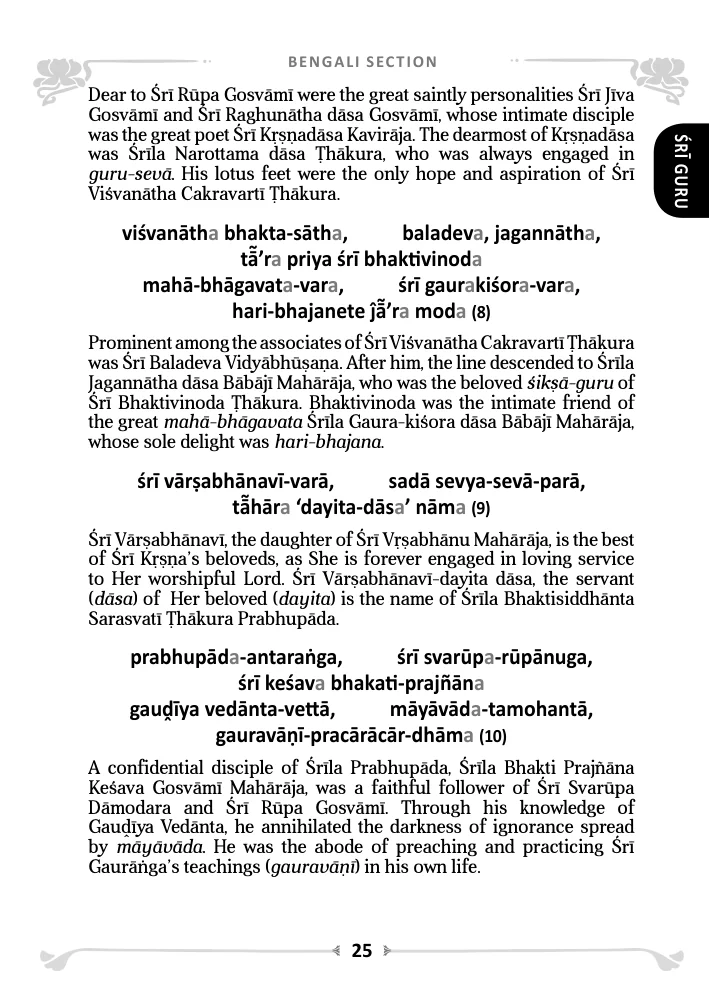 BENGALI SECTION
Dear to Śrī Rūpa Gosvāmī were the great saintly personalities Śrī Jīva
Gosvāmī and Śrī Raghunātha dāsa Gosvāmī, whose intimate disciple
was the great poet Śrī Kṛṣṇadāsa Kavirāja. The dearmost of Kṛṣṇadāsa
was Śrīla Narottama dāsa Ṭhākura, who was always engaged in
guru-sevā. His lotus feet were the only hope and aspiration of Śrī
Viśvanātha Cakravartī Ṭhākura.
ŚRĪ GURU
viśvanātha bhakta-sātha, baladeva, jagannātha,
tā̃’ra priya śrī bhaktivinoda
mahā-bhāgavata-vara, śrī gaurakiśora-vara,
hari-bhajanete ĵā̃’ra moda (8)
Prominent among the associates of Śrī Viśvanātha Cakravartī Ṭhākura
was Śrī Baladeva Vidyābhūṣaṇa. After him, the line descended to Śrīla
Jagannātha dāsa Bābājī Mahārāja, who was the beloved śikṣā-guru of
Śrī Bhaktivinoda Ṭhākura. Bhaktivinoda was the intimate friend of
the great mahā-bhāgavata Śrīla Gaura-kiśora dāsa Bābājī Mahārāja,
whose sole delight was hari-bhajana.
śrī vārṣabhānavī-varā, sadā sevya-sevā-parā,
tā̃hāra ‘dayita-dāsa’ nāma (9)
Śrī Vārṣabhānavī, the daughter of Śrī Vṛṣabhānu Mahārāja, is the best
of Śrī Kṛṣṇa’s beloveds, as She is forever engaged in loving service
to Her worshipful Lord. Śrī Vārṣabhānavī-dayita dāsa, the servant
(dāsa) of Her beloved (dayita) is the name of Śrīla Bhaktisiddhānta
Sarasvatī Ṭhākura Prabhupāda.
prabhupāda-antaraṅga, śrī svarūpa-rūpānuga,
śrī keśava bhakati-prajñāna
gauḓīya vedānta-vettā, māyāvāda-tamohantā,
gauravāṇī-pracārācār-dhāma (10)
A confidential disciple of Śrīla Prabhupāda, Śrīla Bhakti Prajñāna
Keśava Gosvāmī Mahārāja, was a faithful follower of Śrī Svarūpa
Dāmodara and Śrī Rūpa Gosvāmī. Through his knowledge of
Gauḓīya Vedānta, he annihilated the darkness of ignorance spread
by māyāvāda. He was the abode of preaching and practicing Śrī
Gaurāṅga’s teachings (gauravāṇī) in his own life.
25